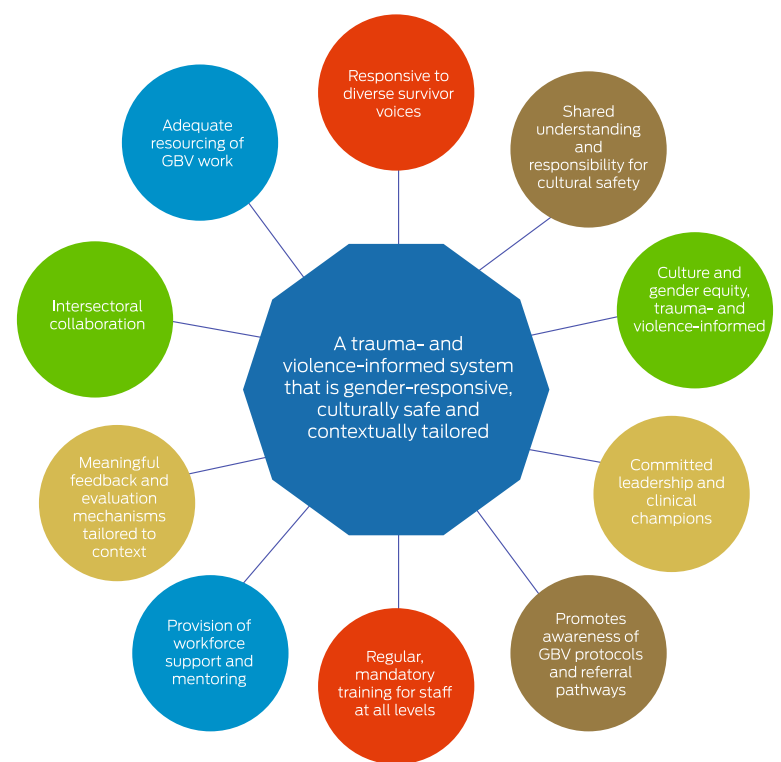 Responsive to
diverse survivor
voices
Shared
understanding
and
responsibility for
cultural safety
Culture and
gender equity,
trauma- and
violence-informed
Committed
leadership and
clinical
champions
Promotes
awareness of
GBV protocols
and referral
pathways
Regular,
mandatory
training for staff
at all levels
Provision of
workforce
support and
mentoring
Meaningful
feedback and
evaluation
mechanisms
tailored to
context
Intersectoral
collaboration
Adequate
resourcing of
GBV work
A trauma- and
violence-informed system
that is gender-responsive,
culturally safe and
contextually tailored